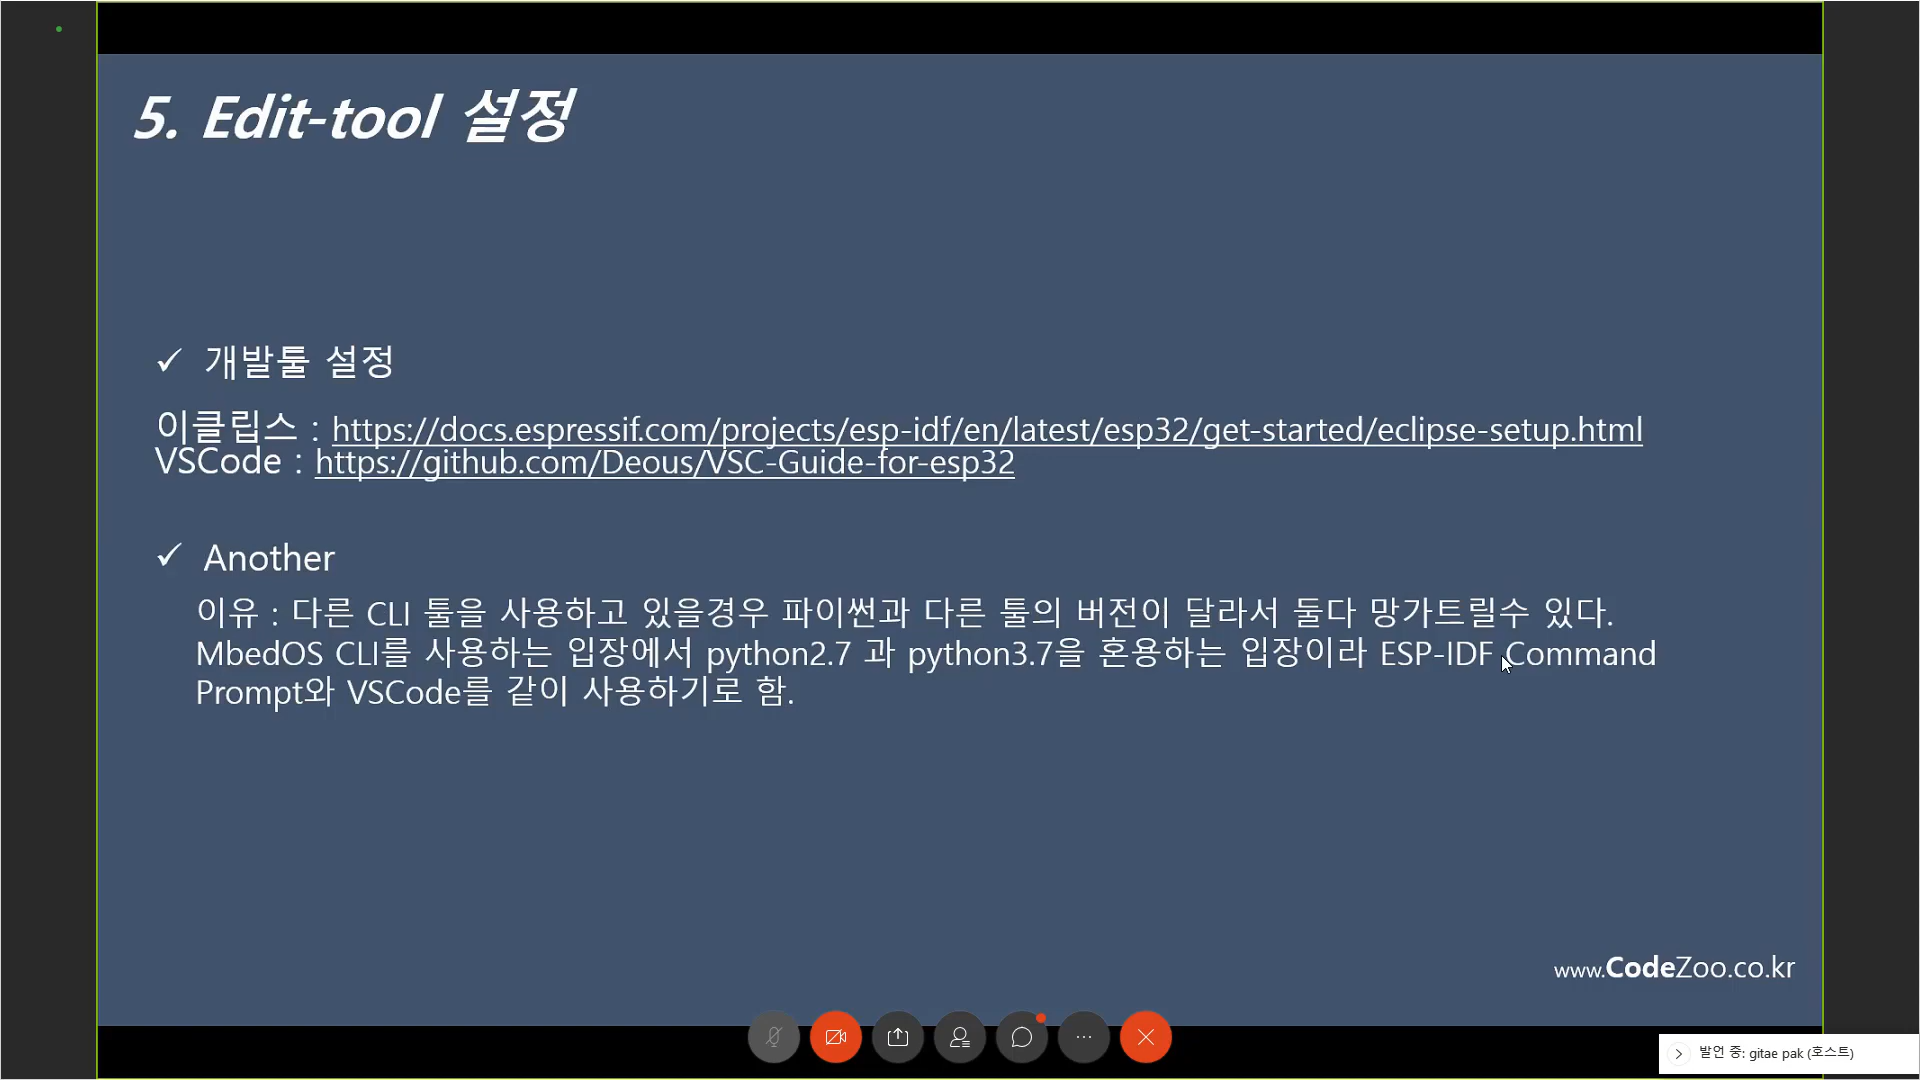 5. Edit-tool 설정
✓ 개발툴 설정
이클립스 : https://docs.espressif.com/projects/esp-idf/en/latest/esp32/get-started/eclipse-setup.html
VSCode : https://github.com/Deous/VSC-Guide-for-esp32
✓ Another
이유 : 다른 CLI 툴을 사용하고 있을경우 파이썬과 다른 툴의 버전이 달라서 둘다 망가트릴수 있다.
MbedOS CLI를 사용하는 입장에서 python2.7 과 python3.7을 혼용하는 입장이라 ESP-IDF Command
Prompt와 VSCode를 같이 사용하기로 함.
www.CodeZoo.co.kr
발언 중: gitae pak (호스트)